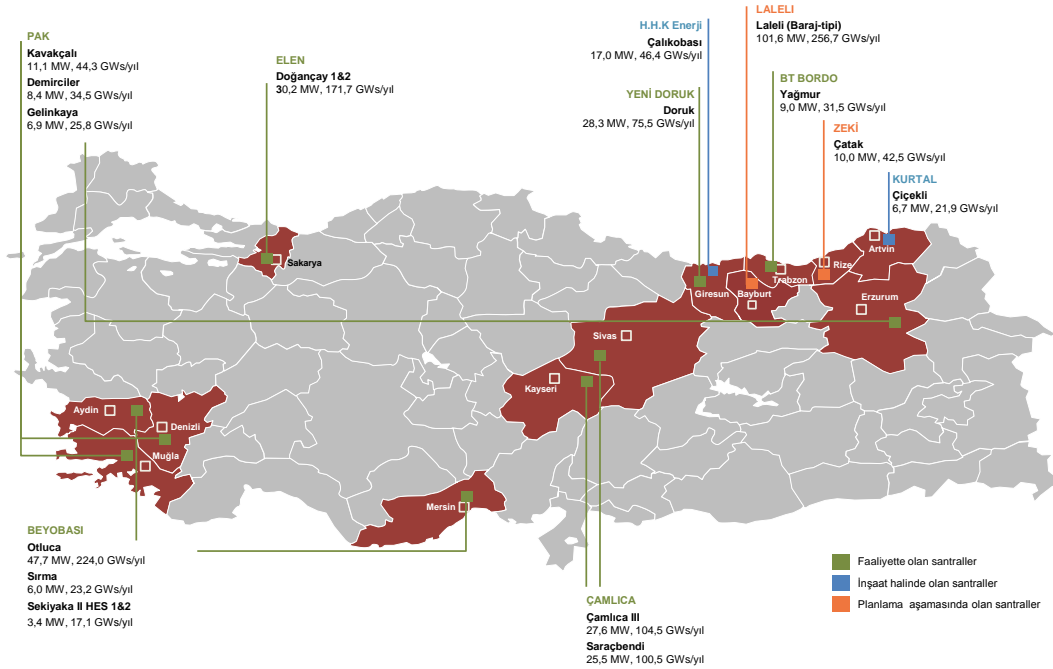 PAK
Kavakçalı
11,1 MW, 44,3 GWs/yıl
Demirciler
8,4 MW, 34,5 GWs/yıl
Gelinkaya
6,9 MW, 25,8 GWs/yıl
ELEN
Doğançay 1&2
30,2 MW, 171,7 GWs/yıl
H.H.K Enerji
Çalıkobası
17,0 MW, 46,4 GWs/yıl
LALELI
Laleli (Baraj-tipi)
101,6 MW, 256,7 GWs/yıl
YENİ DORUK
Doruk
28,3 MW, 75,5 GWs/yıl
BT BORDO
Yağmur
9,0 MW, 31,5 GWs/yıl
ZEKİ
Çatak
10,0 MW, 42,5 GWs/yıl
KURTAL
Çiçekli
6,7 MW, 21,9 GWs/yıl
Sakarya
Artvin
Rize
Trabzon
Giresun
Bayburt
Erzurum
Sivas
Kayseri
Aydin
Denizli
Muğla
Mersin
BEYOBASI
Otluca
47,7 MW, 224,0 GWs/yıl
Sırma
6,0 MW, 23,2 GWs/yıl
Sekiyaka II HES 1&2
3,4 MW, 17,1 GWs/yıl
ÇAMLICA
Çamlıca III
27,6 MW, 104,5 GWs/yıl
Saraçbendi
25,5 MW, 100,5 GWs/yıl
Faaliyette olan santraller
İnşaat halinde olan santraller
Planlama aşamasında olan santraller